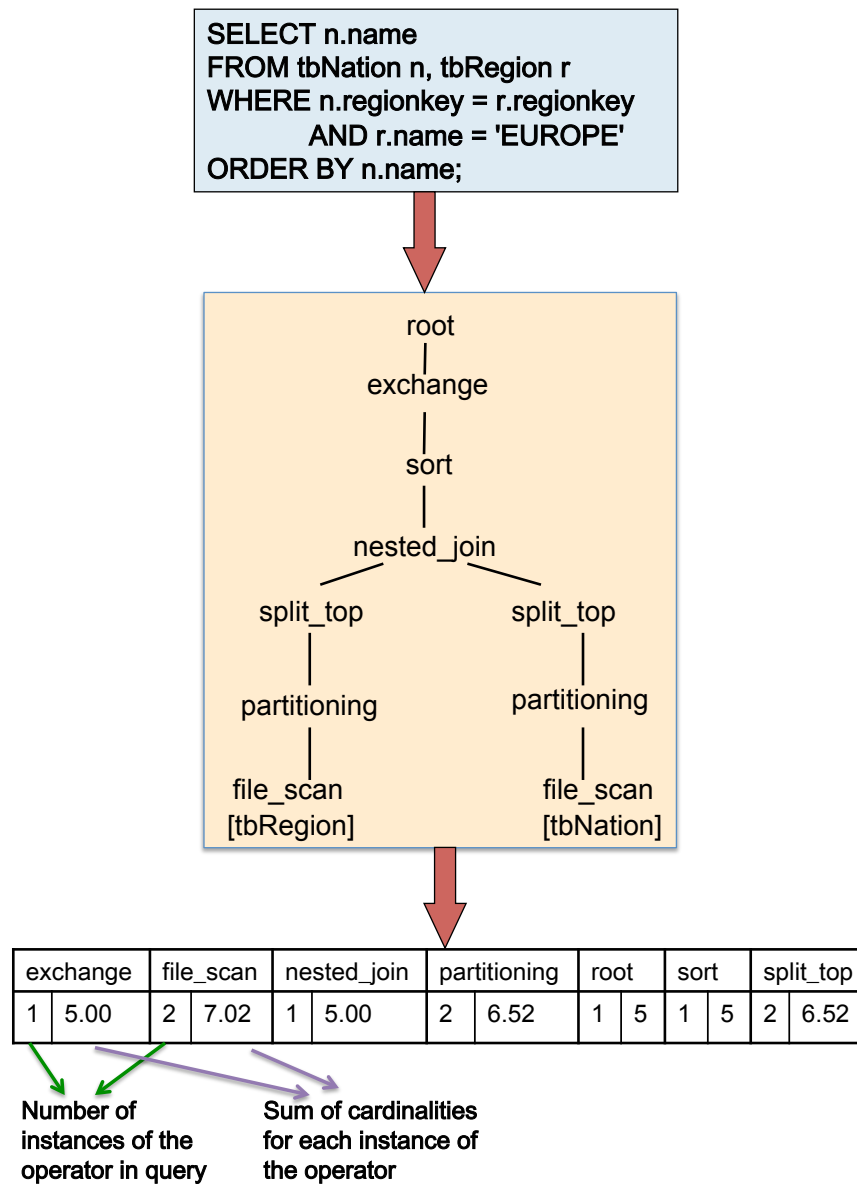 SELECT n.name
FROM tbNation n, tbRegion r
WHERE n.regionkey = r.regionkey
AND r.name = 'EUROPE'
ORDER BY n.name;
root
exchange
sort
nested_join
split_top split_top
partitioning partitioning
file_scan file_scan
[tbRegion] [tbNation]
exchange file_scan nested_join partitioning root sort split_top
1 5.00 2 7.02 1 5.00 2 6.52 1 5 1 5 2 6.52
Number of
instances of the
operator in query
Sum of cardinalities
for each instance of
the operator